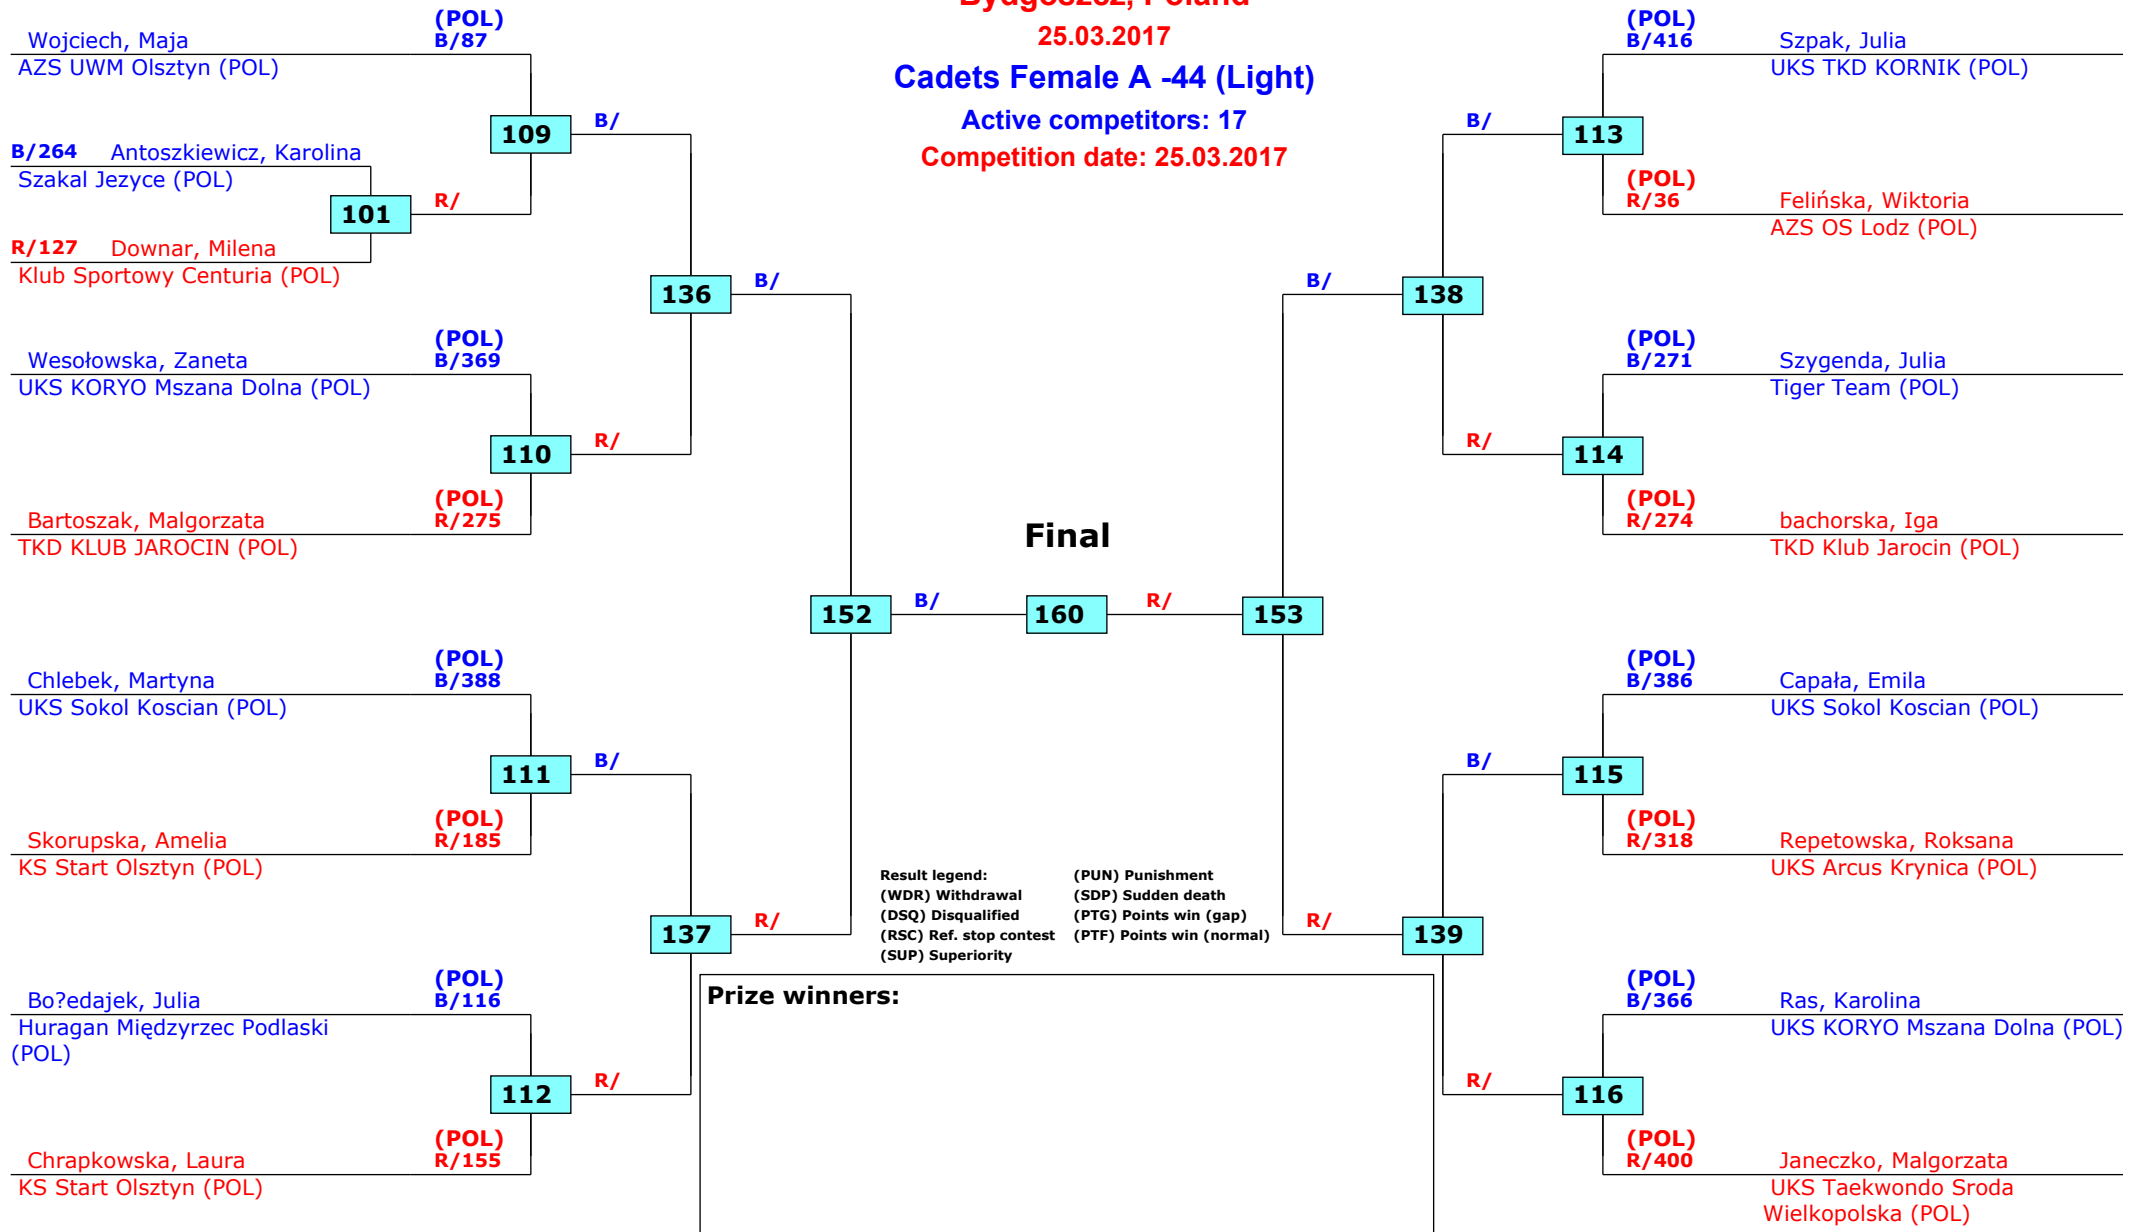 Bydgoszcz, Poland
25.03.2017
Cadets Female A -44 (Light)
Active competitors: 17
Competition date: 25.03.2017
(POL)
Wojciech, Maja B/87
AZS UWM Olsztyn (POL)
109
B/
B/264 Antoszkiewicz, Karolina
Szakal Jezyce (POL)
101
R/
R/127 Downar, Milena
Klub Sportowy Centuria (POL)
136
B/
(POL)
Wesołowska, Zaneta B/369
UKS KORYO Mszana Dolna (POL)
110
R/
(POL)
Bartoszak, Malgorzata R/275
TKD KLUB JAROCIN (POL)
Final
152
B/
160
R/
153
(POL)
Chlebek, Martyna B/388
UKS Sokol Koscian (POL)
111
B/
(POL)
Skorupska, Amelia R/185
KS Start Olsztyn (POL)
137
R/
(POL)
Bo?edajek, Julia B/116
Huragan Międzyrzec Podlaski
(POL)
112
R/
(POL)
Chrapkowska, Laura R/155
KS Start Olsztyn (POL)
(POL)
B/416 Szpak, Julia
UKS TKD KORNIK (POL)
B/
113
(POL)
R/36 Felińska, Wiktoria
AZS OS Lodz (POL)
B/
138
(POL)
B/271 Szygenda, Julia
Tiger Team (POL)
R/
114
(POL)
R/274 bachorska, Iga
TKD Klub Jarocin (POL)
(POL)
B/386 Capała, Emila
UKS Sokol Koscian (POL)
B/
115
(POL)
R/318 Repetowska, Roksana
UKS Arcus Krynica (POL)
R/
139
(POL)
B/366 Ras, Karolina
UKS KORYO Mszana Dolna (POL)
R/
116
(POL)
R/400 Janeczko, Malgorzata
UKS Taekwondo Sroda
Wielkopolska (POL)
Result legend: (PUN) Punishment
(WDR) Withdrawal (SDP) Sudden death
(DSQ) Disqualified (PTG) Points win (gap)
(RSC) Ref. stop contest (PTF) Points win (normal)
(SUP) Superiority
Prize winners: